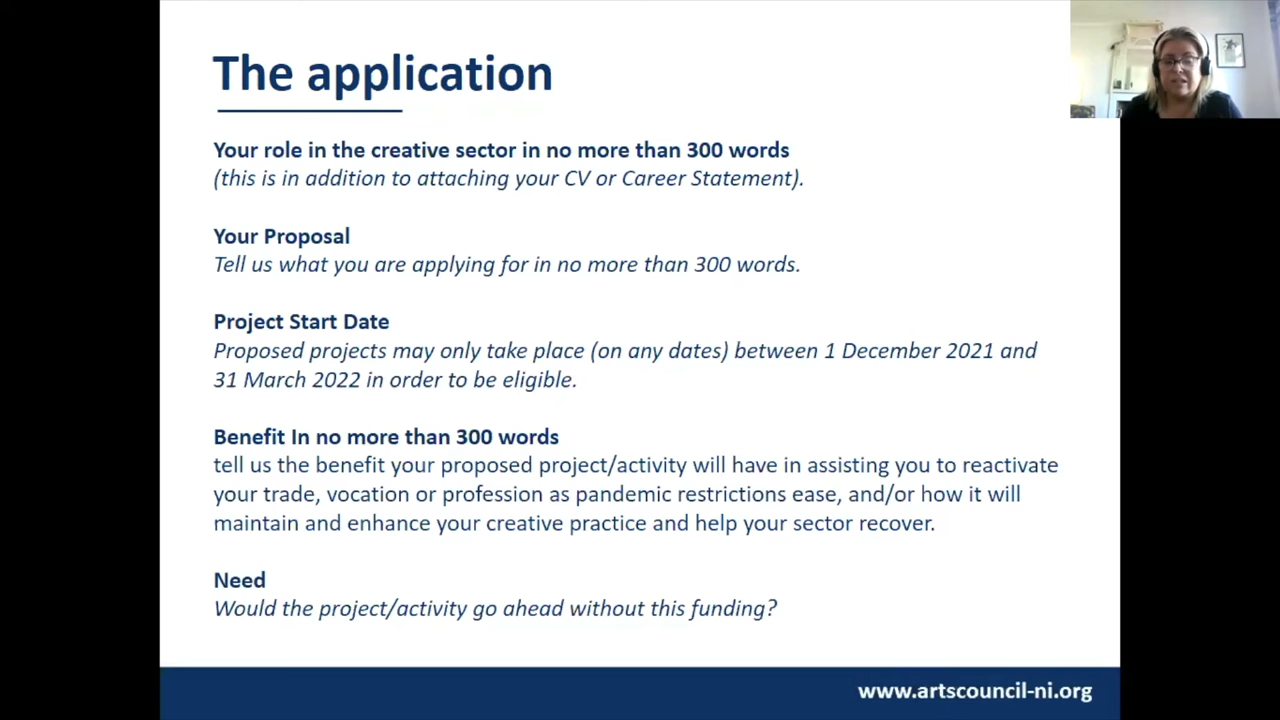 The application
Your role in the creative sector in no more than 300 words
(this is in addition to attaching your CV or Career Statement).
Your Proposal
Tell us what you are applying for in no more than 300 words.
Project Start Date
Proposed projects may only take place (on any dates) between 1 December 2021 and
31 March 2022 in order to be eligible.
Benefit In no more than 300 words
tell us the benefit your proposed project/activity will have in assisting you to reactivate
your trade, vocation or profession as pandemic restrictions ease, and/or how it will
maintain and enhance your creative practice and help your sector recover.
Need
Would the project/activity go ahead without this funding?
www.artscouncil-ni.org